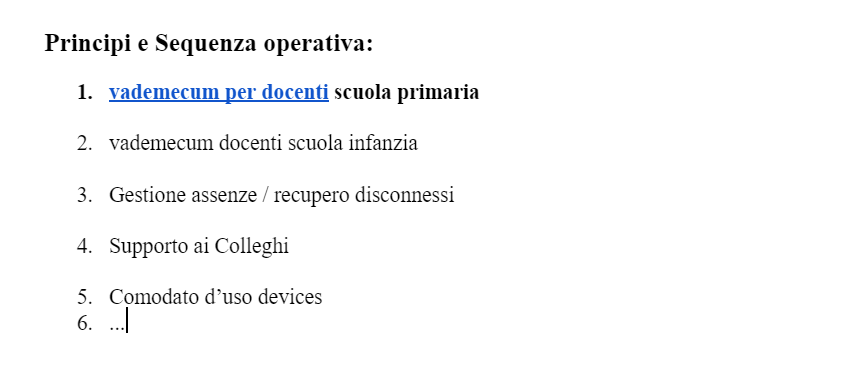 Principi e Sequenza operativa:
1. vademecum per docenti scuola primaria
2. vademecum docenti scuola infanzia
3. Gestione assenze / recupero disconnessi
4. Supporto ai Colleghi
5. Comodato d’uso devices
6. ...